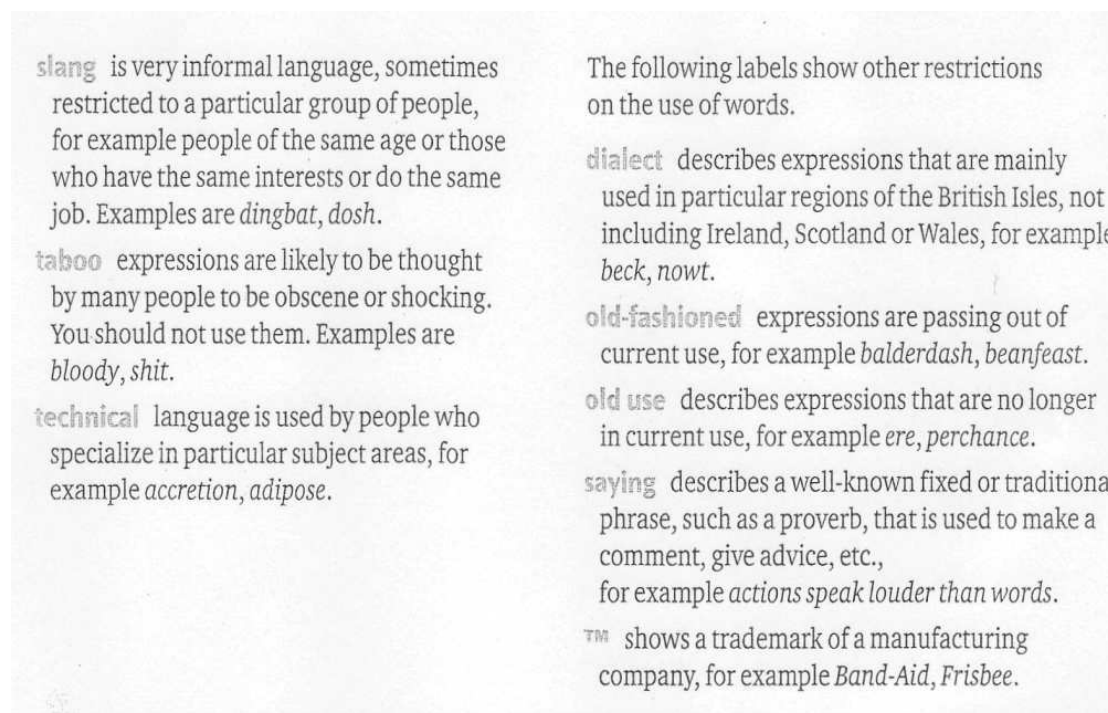 slang is very informal language, sometimes
restricted to a particular group of people,
for example people of the same age or those
who have the same interests or do the same
job. Examples are dingbat, dosh.
taboo expressions are likely to be thought
by many people to be obscene or shocking.
You should not use them. Examples are
bloody, shit.
technical language is used by people who
specialize in particular subject areas, for
example accretion, adipose.
The following labels show other restrictions
on the use of words.
dialect describes expressions that are mainly
used in particular regions of the British Isles, not
including Ireland, Scotland or Wales, for example
beck, nowt.
old-fashioned expressions are passing out of
current use, for example balderdash, beanfeast.
old use describes expressions that are no longer
in current use, for example ere, perchance.
saying describes a well-known fixed or traditiona
phrase, such as a proverb, that is used to make a
comment, give advice, etc.,
for example actions speak louder than words.
TM shows a trademark of a manufacturing
company, for example Band-Aid, Frisbee.